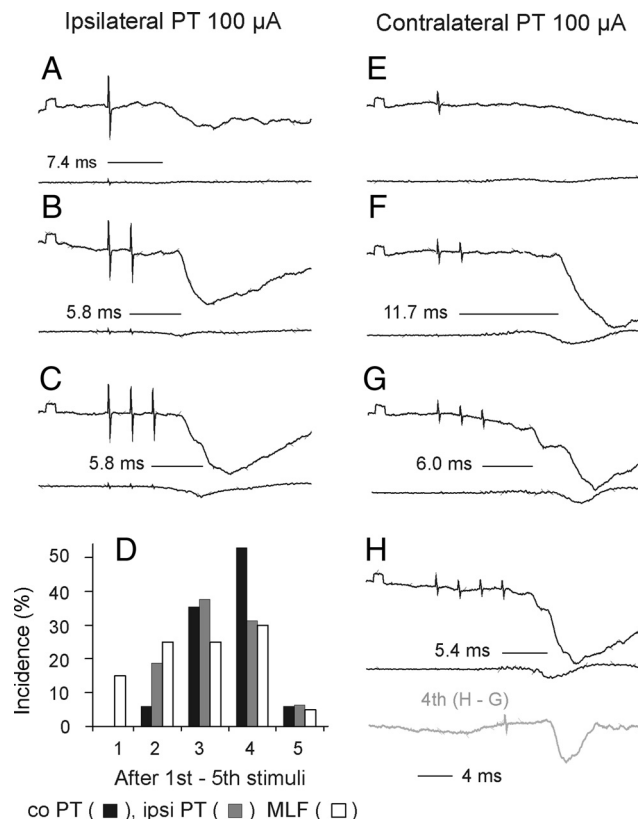 Ipsilateral PT 100 µA
Contralateral PT 100 µA
A
7.4 ms
B
5.8 ms
C
5.8 ms
D
Incidence (%)
50
40
30
20
10
0
1 2 3 4 5
After 1st - 5th stimuli
co PT ( ■ ), ipsi PT ( ■ ) MLF ( □ )
E
F
11.7 ms
G
6.0 ms
H
5.4 ms
4th (H - G)
4 ms